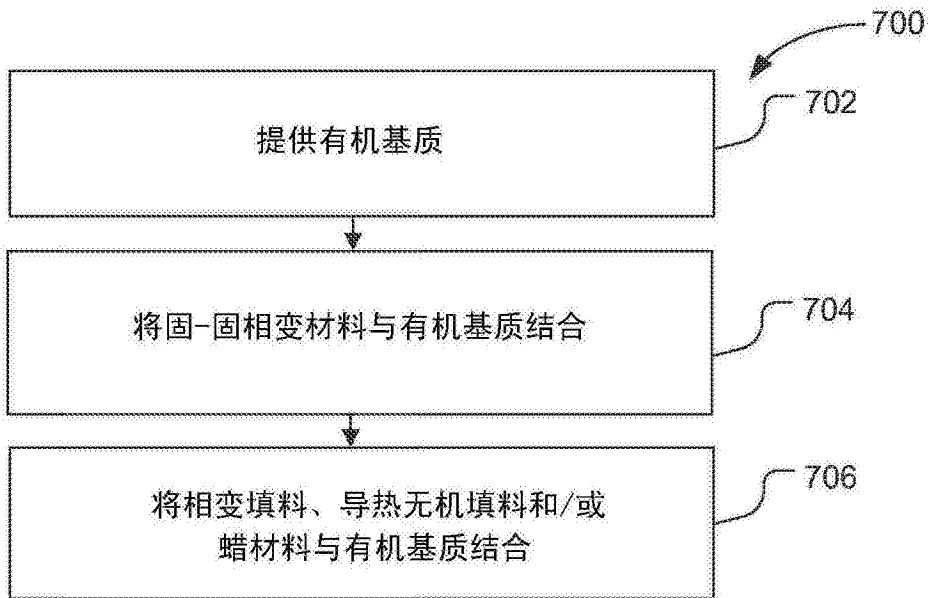 700
702
提供有机基质
704
将固-固相变材料与有机基质结合
706
将相变填料、导热无机填料和/或
蜡材料与有机基质结合